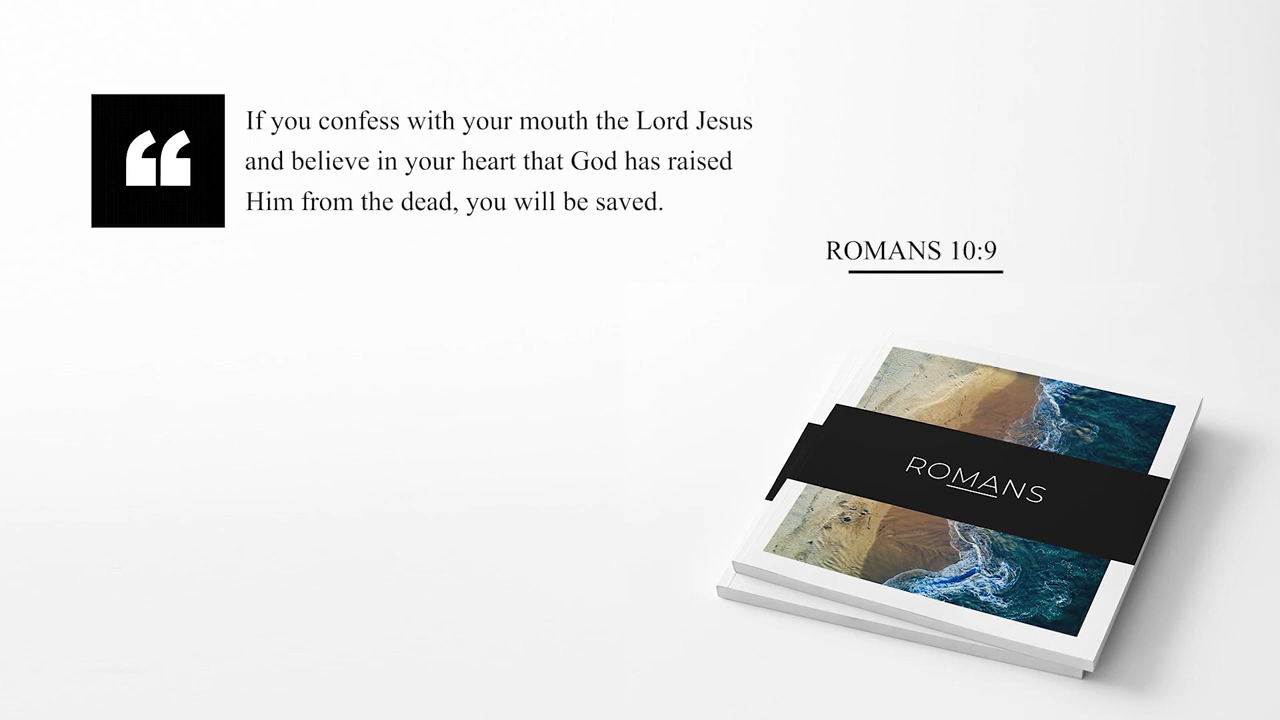 If you confess with your mouth the Lord Jesus
and believe in your heart that God has raised
Him from the dead, you will be saved.
ROMANS 10:9
ROMANS